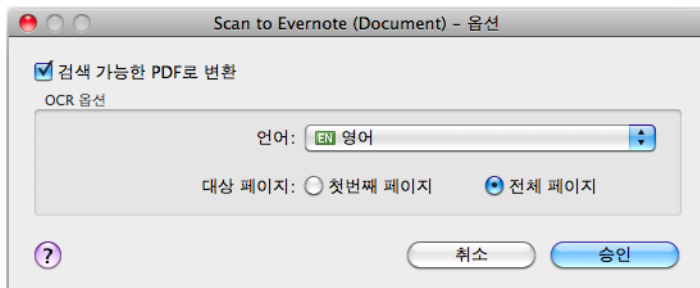 Scan to Evernote (Document) – 옵션
검색 가능한 PDF로 변환
OCR 옵션
언어: EN 영어
대상 페이지: 첫번째 페이지 전체 페이지
? 취소 승인